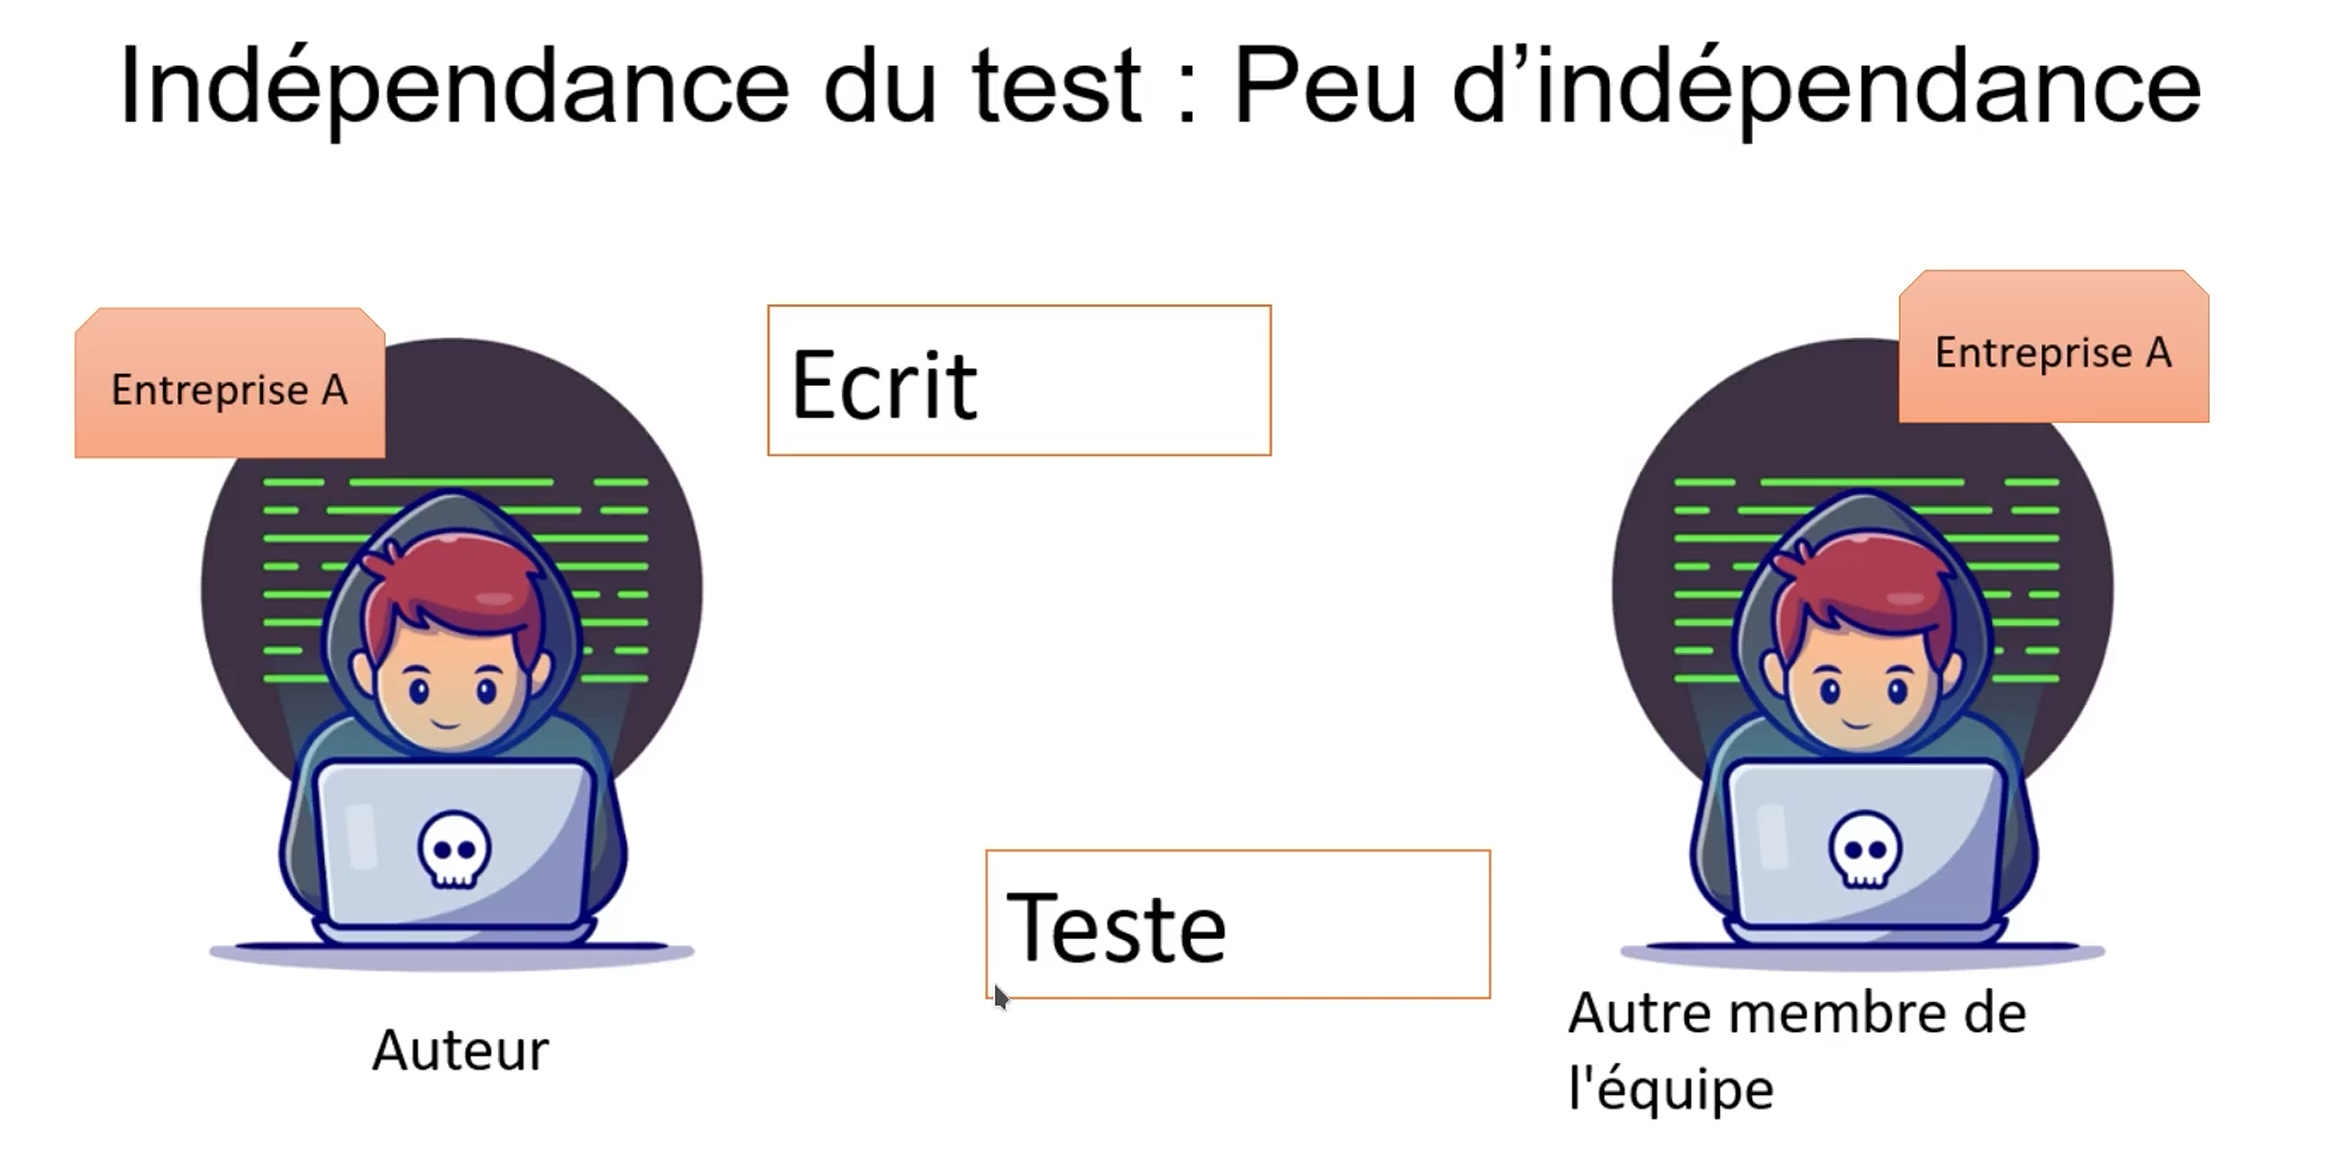 Indépendance du test : Peu d’indépendance
Entreprise A
Ecrit
Entreprise A
Teste
Auteur
Autre membre de
l'équipe